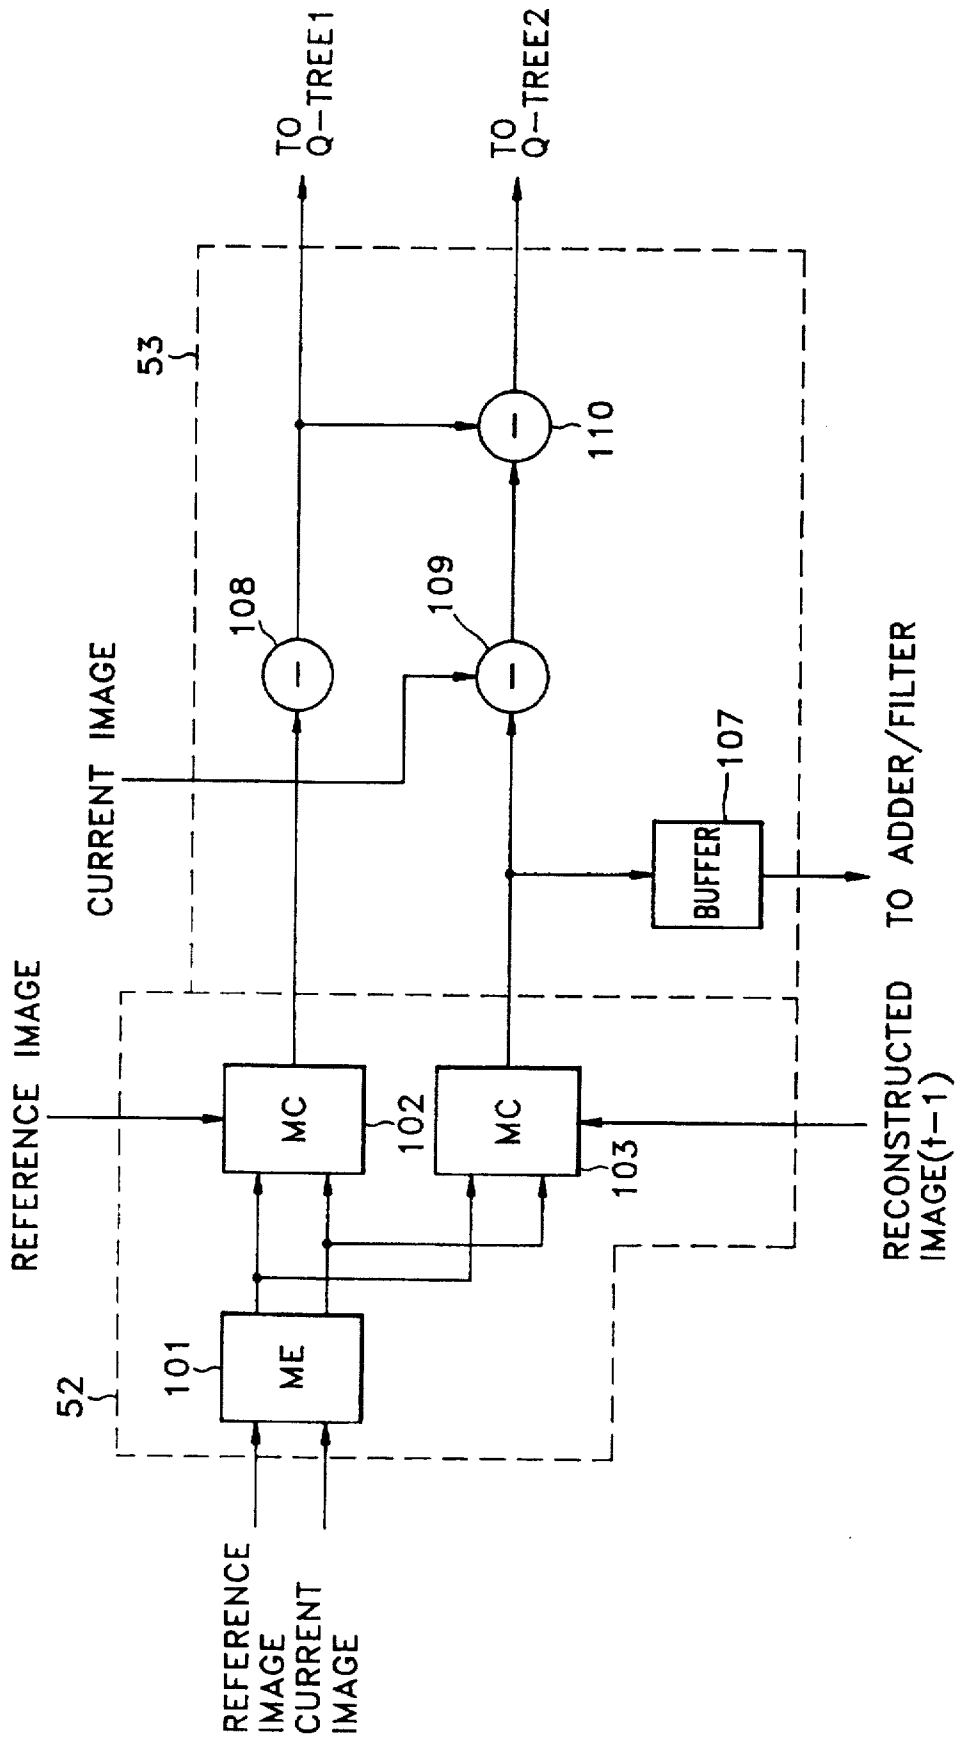 REFERENCE
IMAGE
CURRENT
IMAGE
52
101
ME
REFERENCE IMAGE
MC
102
MC
103
RECONSTRUCTED
IMAGE(t-1)
CURRENT IMAGE
53
108
109
110
BUFFER
107
TO ADDER/FILTER
TO
Q-TREE1
TO
Q-TREE2